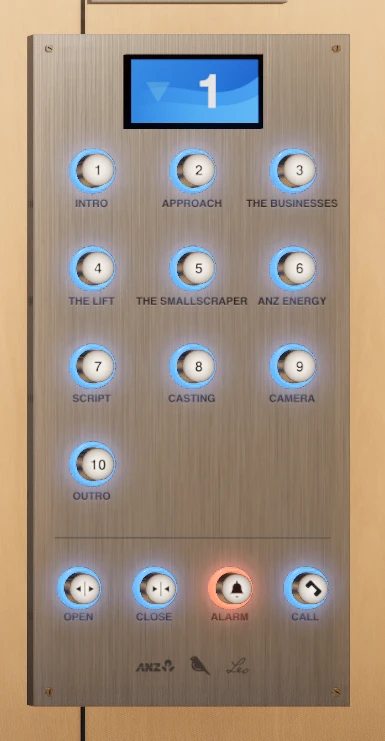 1
1
INTRO
2
APPROACH
3
THE BUSINESSES
4
THE LIFT
5
THE SMALLSCRAPER
6
ANZ ENERGY
7
SCRIPT
8
CASTING
9
CAMERA
10
OUTRO
OPEN
CLOSE
ALARM
CALL
ANZ
Leo